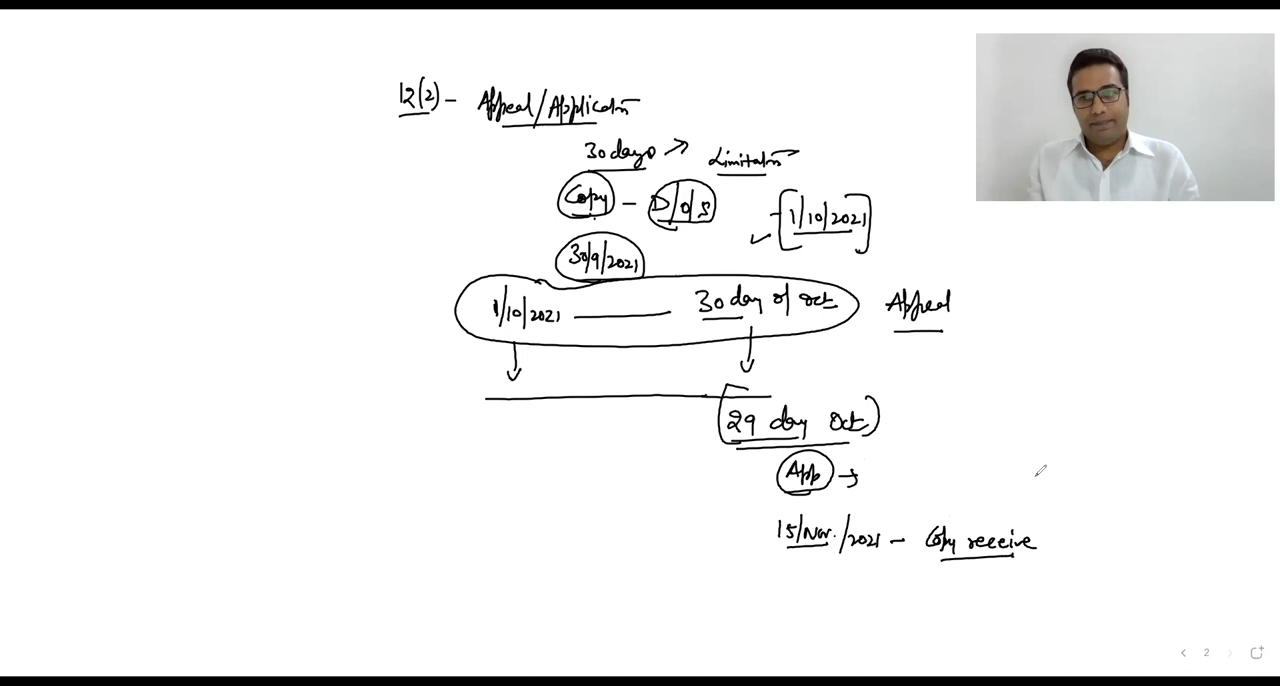 12(2) - Appeal/Application
30 days → Limitation
Copy - D/O/S
1/10/2021
30/9/2021
1/10/2021 ——— 30 day of Oct Appeal
29 day Oct
App →
15/Nov./2021 - Copy receive
2